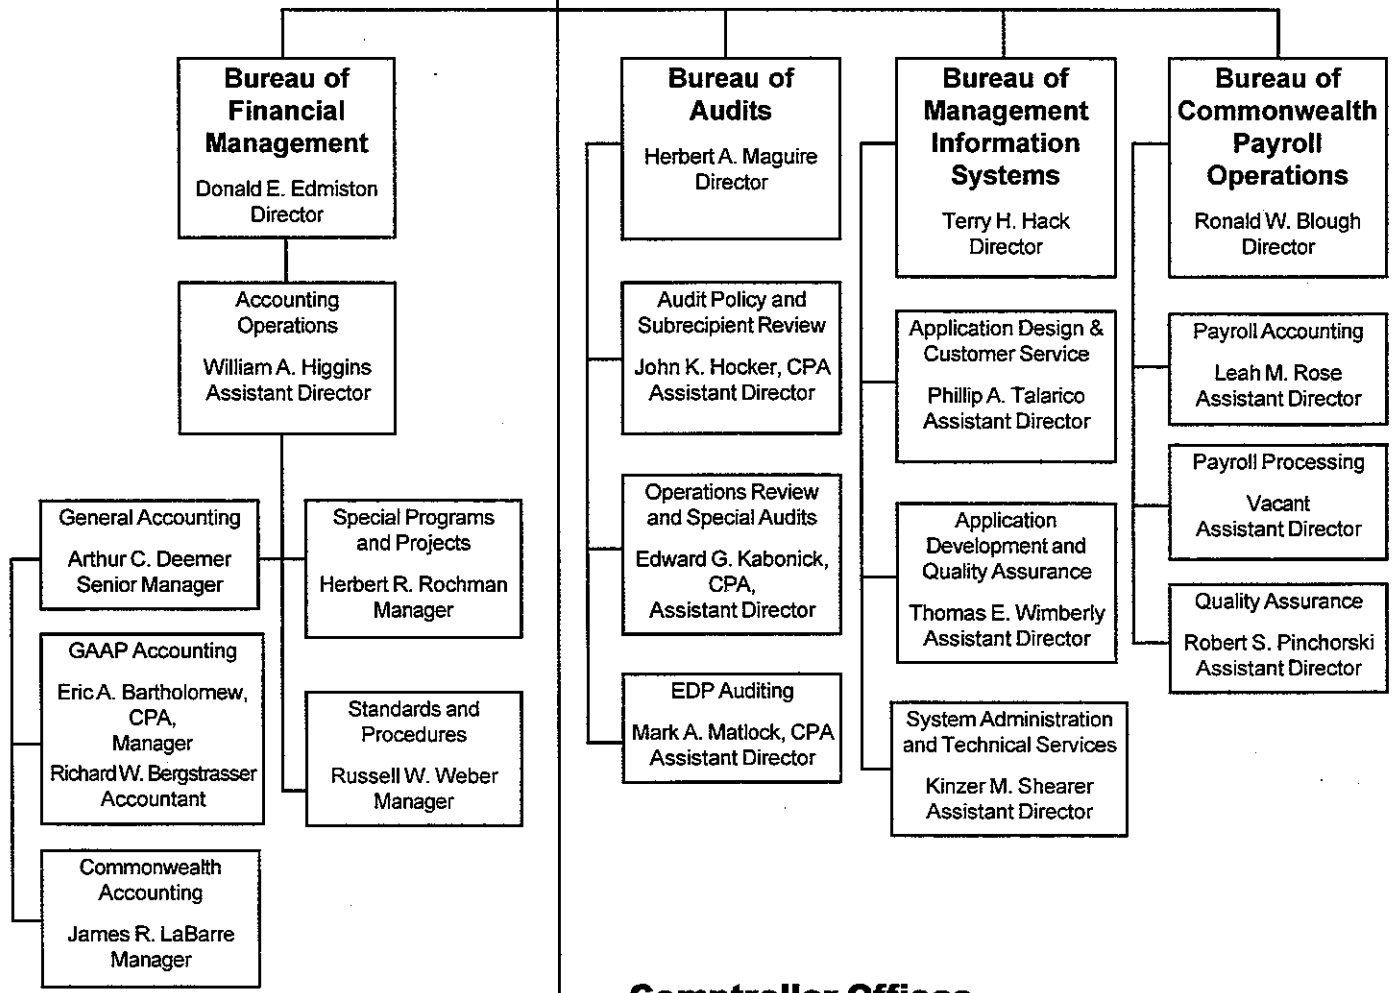 Bureau of
Financial
Management
Donald E. Edmiston
Director
Accounting
Operations
William A. Higgins
Assistant Director
General Accounting
Arthur C. Deemer
Senior Manager
GAAP Accounting
Eric A. Bartholomew,
CPA,
Manager
Richard W. Bergstrasser
Accountant
Commonwealth
Accounting
James R. LaBarre
Manager
Special Programs
and Projects
Herbert R. Rochman
Manager
Standards and
Procedures
Russell W. Weber
Manager
Bureau of
Audits
Herbert A. Maguire
Director
Audit Policy and
Subrecipient Review
John K. Hocker, CPA
Assistant Director
Operations Review
and Special Audits
Edward G. Kabonick,
CPA,
Assistant Director
EDP Auditing
Mark A. Matlock, CPA
Assistant Director
Bureau of
Management
Information
Systems
Terry H. Hack
Director
Application Design &
Customer Service
Phillip A. Talarico
Assistant Director
Application
Development and
Quality Assurance
Thomas E. Wimberly
Assistant Director
System Administration
and Technical Services
Kinzer M. Shearer
Assistant Director
Bureau of
Commonwealth
Payroll
Operations
Ronald W. Blough
Director
Payroll Accounting
Leah M. Rose
Assistant Director
Payroll Processing
Vacant
Assistant Director
Quality Assurance
Robert S. Pinchorski
Assistant Director
Comptroller Offices